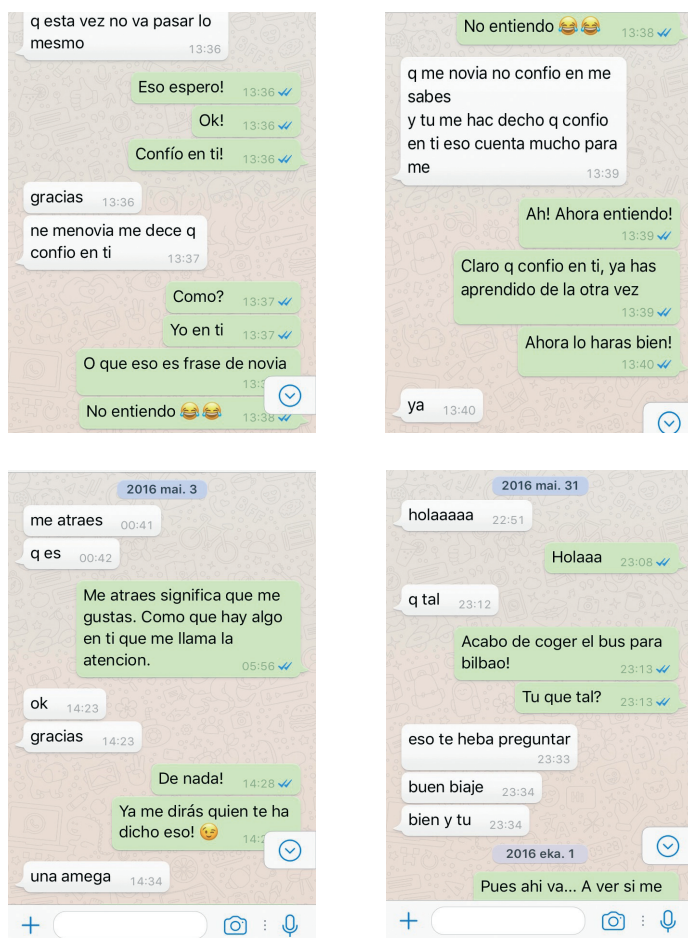 q esta vez no va pasar lo
mesmo
13:36
Eso espero!
13:36
Ok!
13:36
Confío en ti!
13:36
gracias
13:36
ne menovia me dece q
confio en ti
13:37
Como?
13:37
Yo en ti
13:37
O que eso es frase de novia
No entiendo 😂😂
13:38
No entiendo 😂😂
13:38
q me novia no confio en me
sabes
y tu me hac decho q confio
en ti eso cuenta mucho para
me
13:39
Ah! Ahora entiendo!
13:39
Claro q confio en ti, ya has
aprendido de la otra vez
13:39
Ahora lo haras bien!
13:40
ya
13:40
2016 mai. 3
me atraes
00:41
q es
00:42
Me atraes significa que me
gustas. Como que hay algo
en ti que me llama la
atencion.
05:56
ok
14:23
gracias
14:23
De nada!
14:28
Ya me dirás quien te ha
dicho eso! 😉
una amega
14:34
2016 mai. 31
holaaaaa
22:51
Holaaa
23:08
q tal
23:12
Acabo de coger el bus para
bilbao!
23:13
Tu que tal?
23:13
eso te heba preguntar
23:33
buen biaje
23:34
bien y tu
23:34
2016 eka. 1
Pues ahi va... A ver si me